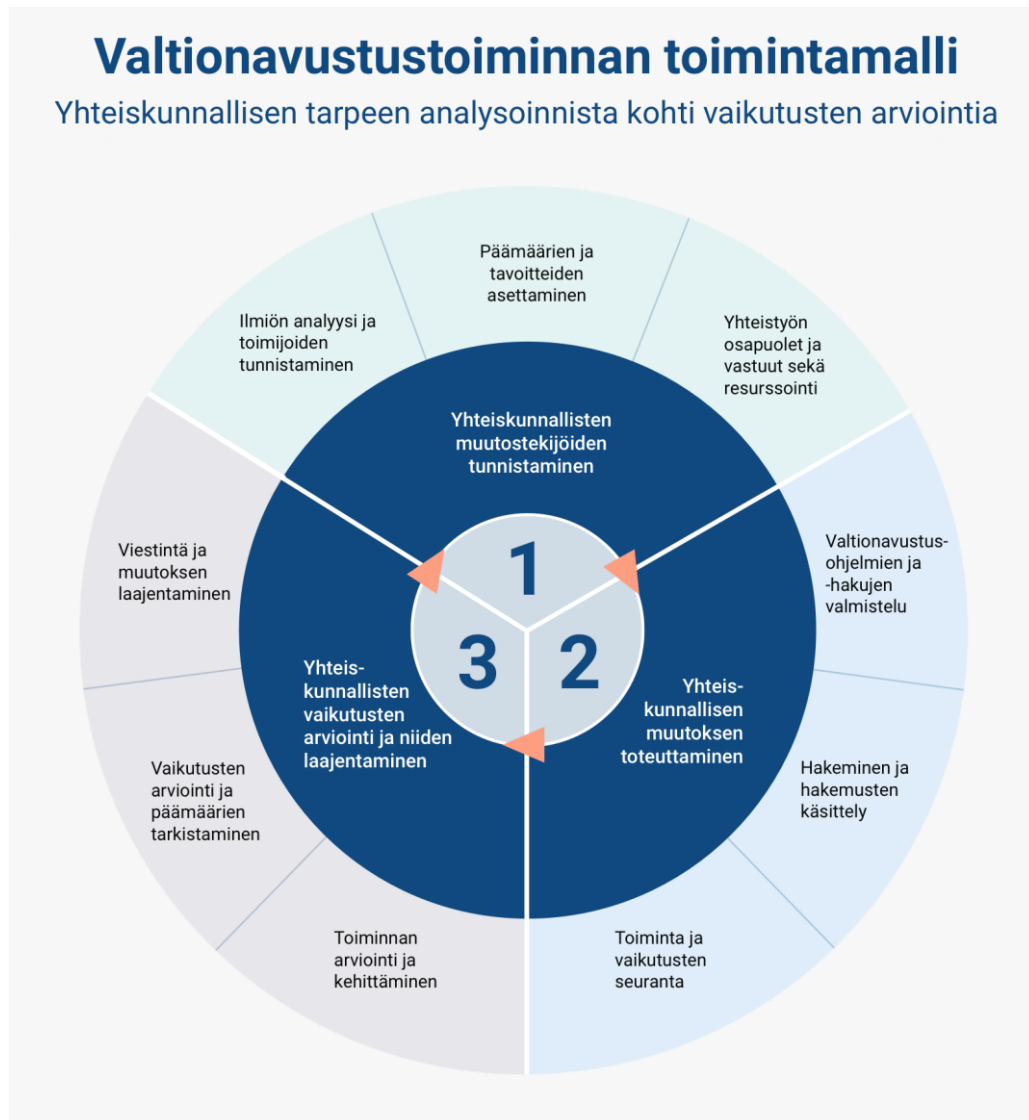 Valtionavustustoiminnan toimintamalli
Yhteiskunnallisen tarpeen analysoinnista kohti vaikutusten arviointia
Ilmiön analyysi ja
toimijoiden
tunnistaminen
Päämäärien ja
tavoitteiden
asettaminen
Yhteistyön
osapuolet ja
vastuut sekä
resurssointi
Yhteiskunnallisten
muutostekijöiden
tunnistaminen
1
Valtionavustus-
ohjelmien ja
-hakujen
valmistelu
Hakeminen ja
hakemusten
käsittely
Toiminta ja
vaikutusten
seuranta
2
Yhteis-
kunnallisen
muutoksen
toteuttaminen
3
Yhteis-
kunnallisten
vaikutusten
arviointi ja niiden
laajentaminen
Toiminnan
arviointi ja
kehittäminen
Vaikutusten
arviointi ja
päämäärien
tarkistaminen
Viestintä ja
muutoksen
laajentaminen